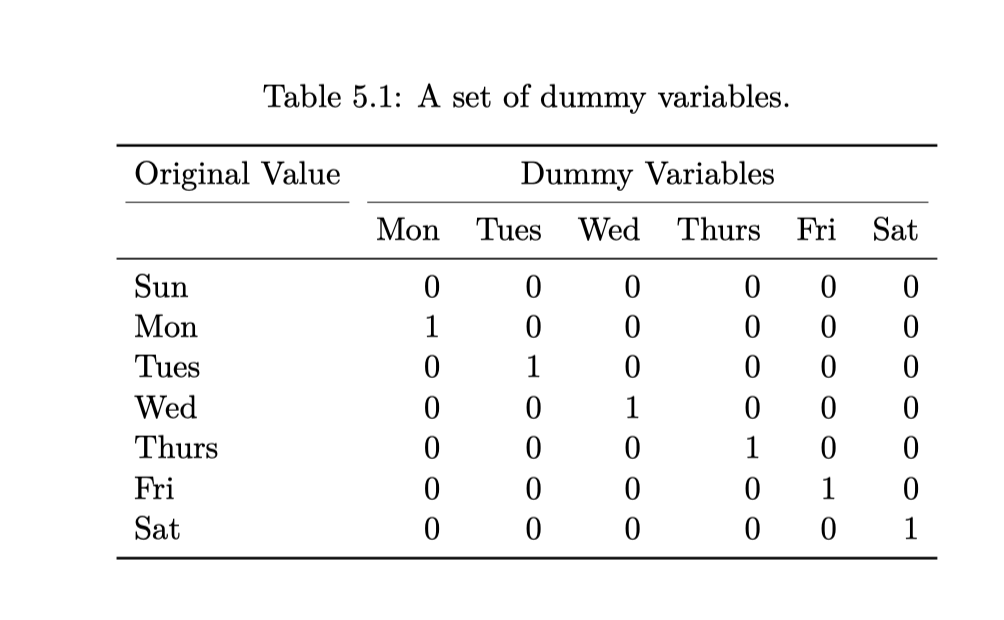 Table 5.1: A set of dummy variables.
Original Value Dummy Variables
Mon Tues Wed Thurs Fri Sat
Sun 0 0 0 0 0 0
Mon 1 0 0 0 0 0
Tues 0 1 0 0 0 0
Wed 0 0 1 0 0 0
Thurs 0 0 0 1 0 0
Fri 0 0 0 0 1 0
Sat 0 0 0 0 0 1